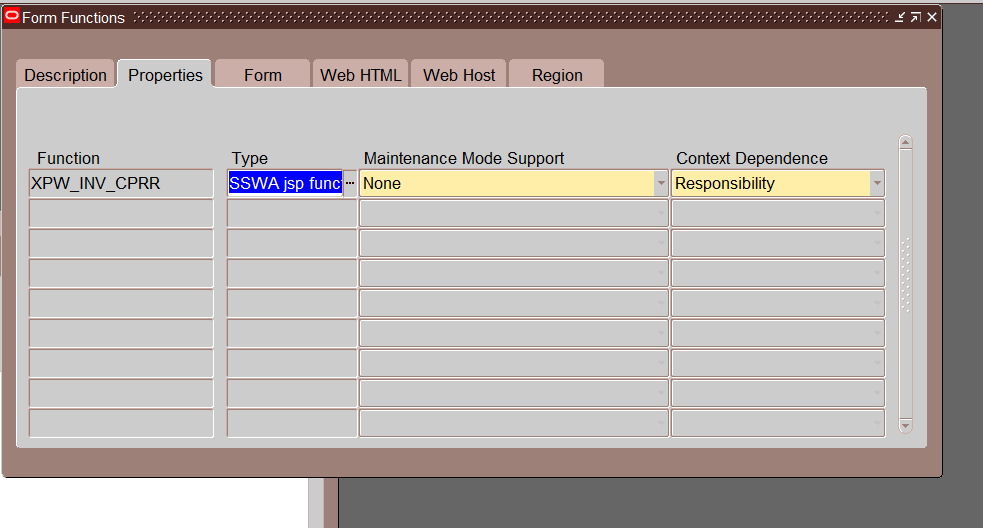 Form Functions
Description Properties Form Web HTML Web Host Region
Function Type Maintenance Mode Support Context Dependence
XPW_INV_CPRR SSWA jsp funct ... None Responsibility